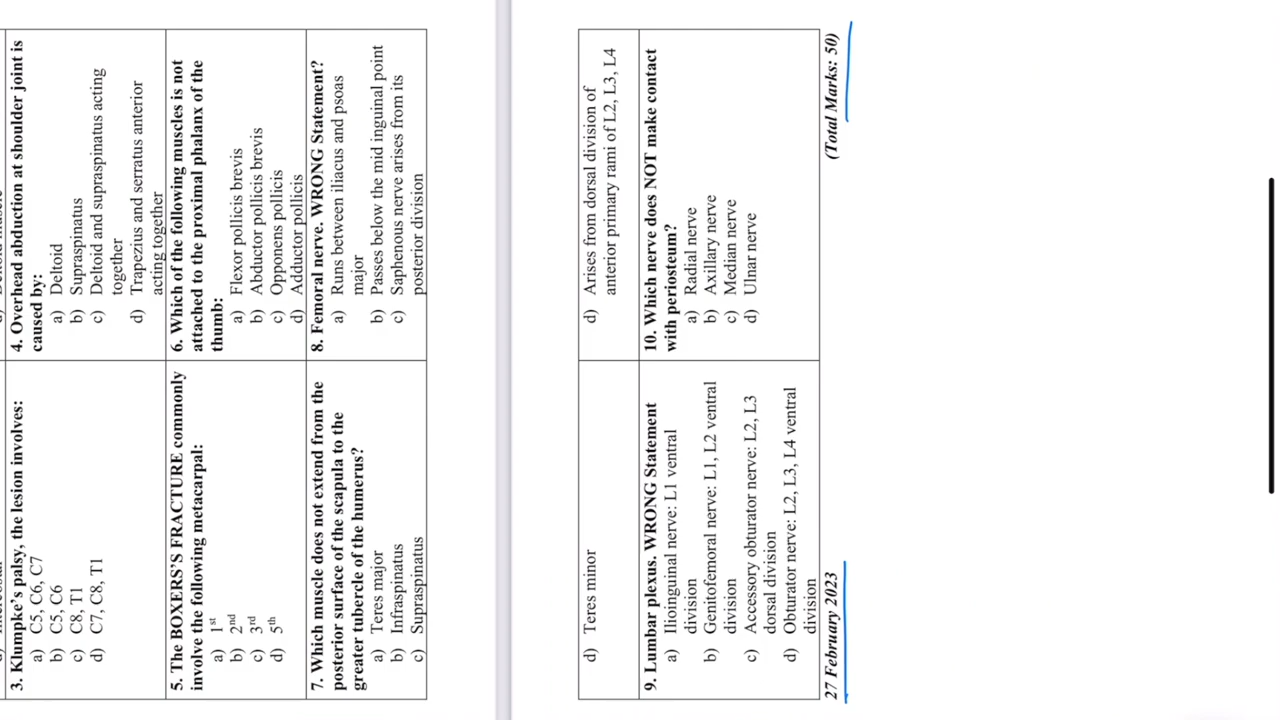 3. Klumpke's palsy, the lesion involves:
a) C5, C6, C7
b) C5, C6
c) C8, T1
d) C7, C8, T1
4. Overhead abduction at shoulder joint is
caused by:
a) Deltoid
b) Supraspinatus
c) Deltoid and supraspinatus acting
together
d) Trapezius and serratus anterior
acting together
5. The BOXERS'S FRACTURE commonly
involve the following metacarpal:
a) 1st
b) 2nd
c) 3rd
d) 5th
6. Which of the following muscles is not
attached to the proximal phalanx of the
thumb:
a) Flexor pollicis brevis
b) Abductor pollicis brevis
c) Opponens pollicis
d) Adductor pollicis
7. Which muscle does not extend from the
posterior surface of the scapula to the
greater tubercle of the humerus?
a) Teres major
b) Infraspinatus
c) Supraspinatus
8. Femoral nerve. WRONG Statement?
a) Runs between iliacus and psoas
major
b) Passes below the mid inguinal point
c) Saphenous nerve arises from its
posterior division
d) Teres minor
d) Arises from dorsal division of
anterior primary rami of L2, L3, L4
9. Lumbar plexus. WRONG Statement
a) Ilioinguinal nerve: L1 ventral
division
b) Genitofemoral nerve: L1, L2 ventral
division
c) Accessory obturator nerve: L2, L3
dorsal division
d) Obturator nerve: L2, L3, L4 ventral
division
10. Which nerve does NOT make contact
with periosteum?
a) Radial nerve
b) Axillary nerve
c) Median nerve
d) Ulnar nerve
27 February 2023
(Total Marks: 50)